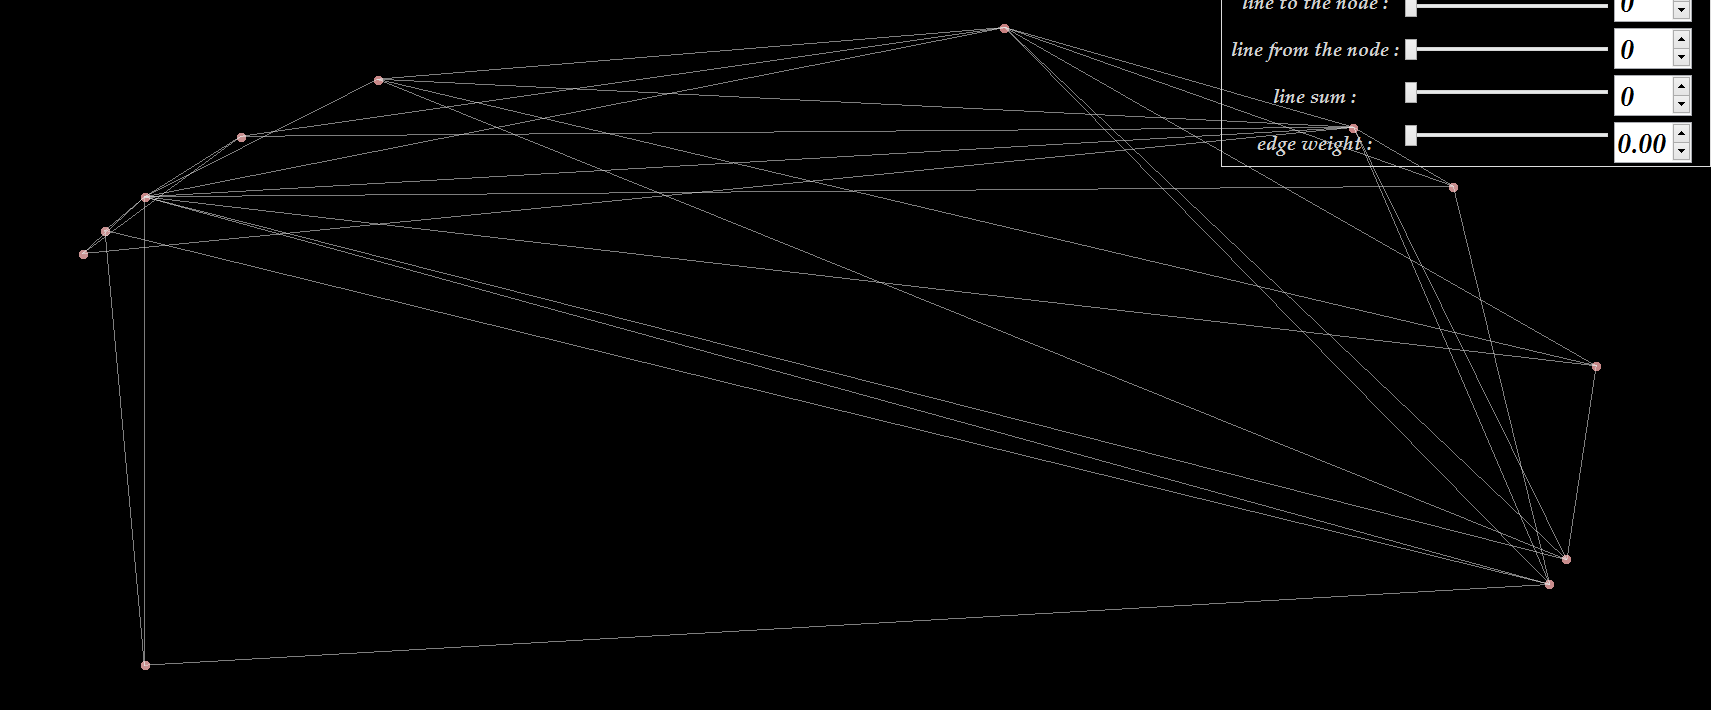 line to the node : 0
line from the node : 0
line sum : 0
edge weight : 0.00